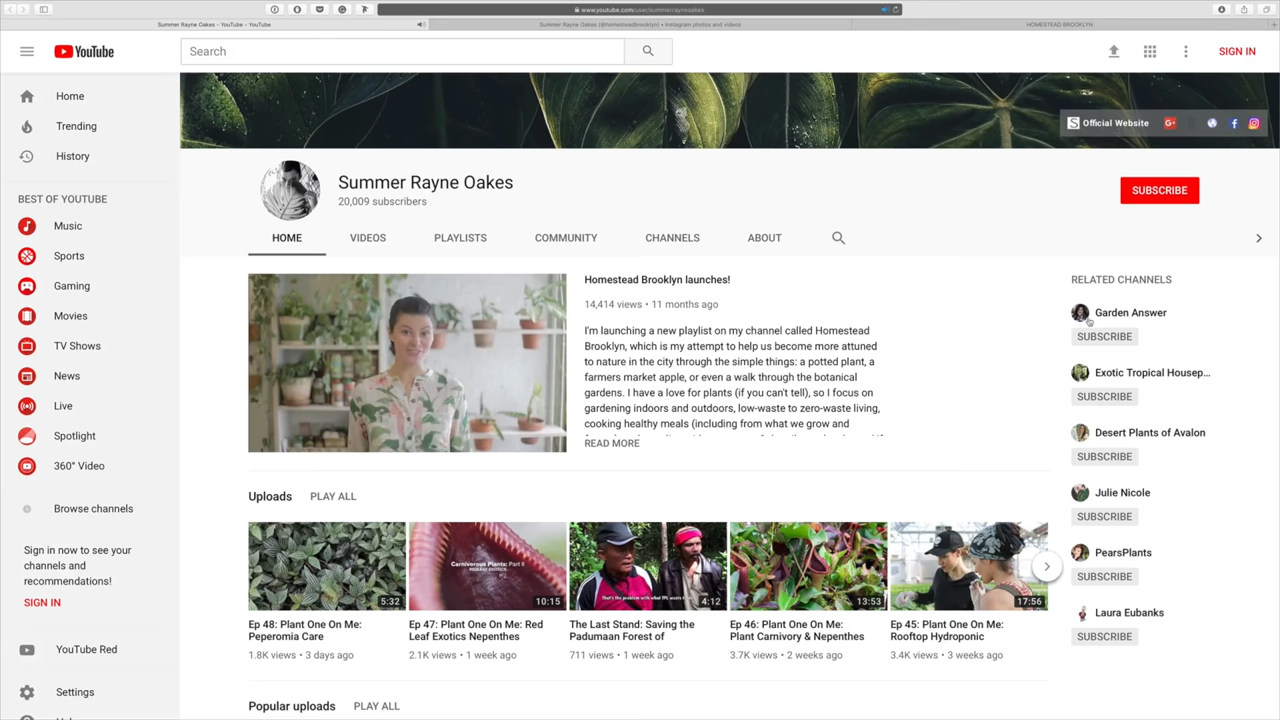 www.youtube.com/user/summerrayneoakes
Summer Rayne Oakes - YouTube - YouTube
Summer Rayne Oakes (@homesteadbrooklyn) • Instagram photos and videos
HOMESTEAD BROOKLYN
YouTube
Search
SIGN IN
Home
Trending
History
BEST OF YOUTUBE
Music
Sports
Gaming
Movies
TV Shows
News
Live
Spotlight
360° Video
Browse channels
Sign in now to see your
channels and
recommendations!
SIGN IN
YouTube Red
Settings
S Official Website
G+
Summer Rayne Oakes
20,009 subscribers
SUBSCRIBE
HOME VIDEOS PLAYLISTS COMMUNITY CHANNELS ABOUT
Homestead Brooklyn launches!
14,414 views • 11 months ago
I'm launching a new playlist on my channel called Homestead
Brooklyn, which is my attempt to help us become more attuned
to nature in the city through the simple things: a potted plant, a
farmers market apple, or even a walk through the botanical
gardens. I have a love for plants (if you can't tell), so I focus on
gardening indoors and outdoors, low-waste to zero-waste living,
cooking healthy meals (including from what we grow and
READ MORE
Uploads PLAY ALL
5:32
Ep 48: Plant One On Me:
Peperomia Care
1.8K views • 3 days ago
Carnivorous Plants: Part II
REDLEAF EXOTICS
10:15
Ep 47: Plant One On Me: Red
Leaf Exotics Nepenthes
2.1K views • 1 week ago
4:12
The Last Stand: Saving the
Padumaan Forest of
711 views • 1 week ago
13:53
Ep 46: Plant One On Me:
Plant Carnivory & Nepenthes
3.7K views • 2 weeks ago
17:56
Ep 45: Plant One On Me:
Rooftop Hydroponic
3.4K views • 3 weeks ago
Popular uploads PLAY ALL
RELATED CHANNELS
Garden Answer
SUBSCRIBE
Exotic Tropical Housep...
SUBSCRIBE
Desert Plants of Avalon
SUBSCRIBE
Julie Nicole
SUBSCRIBE
PearsPlants
SUBSCRIBE
Laura Eubanks
SUBSCRIBE